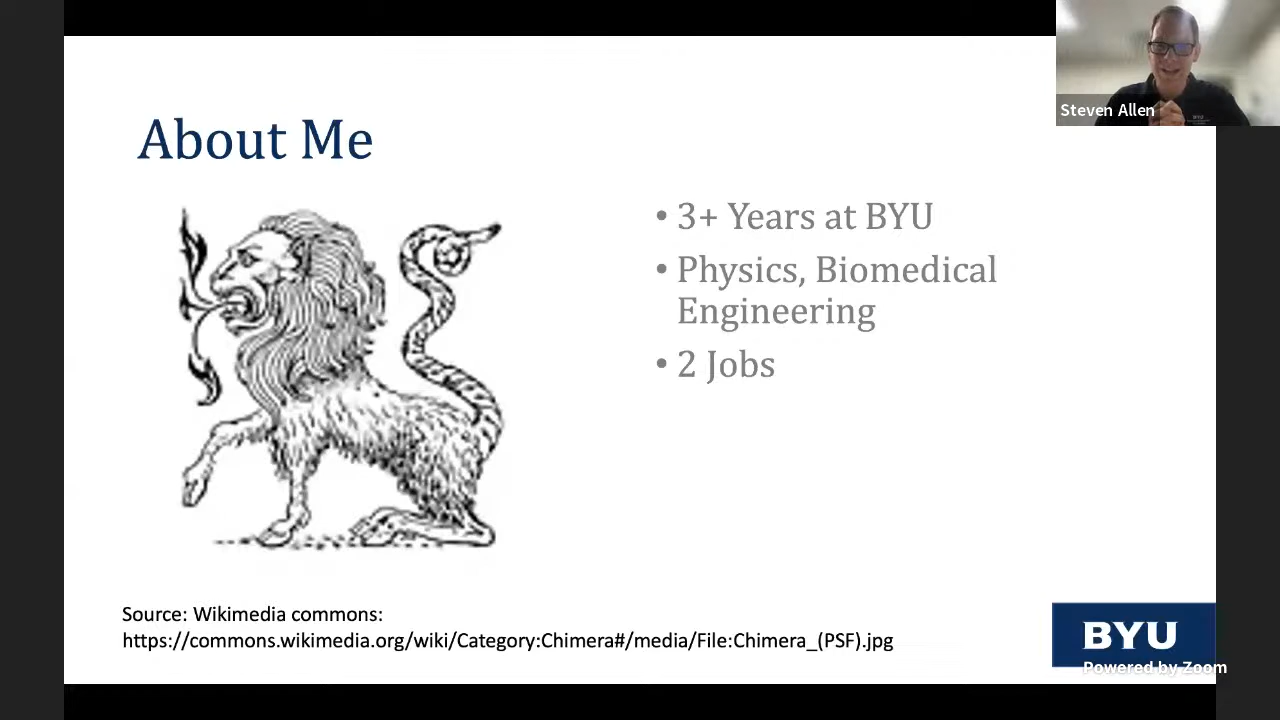 Steven Allen
About Me
• 3+ Years at BYU
• Physics, Biomedical
Engineering
• 2 Jobs
Source: Wikimedia commons:
https://commons.wikimedia.org/wiki/Category:Chimera#/media/File:Chimera_(PSF).jpg
BYU
Powered by Zoom
BYU